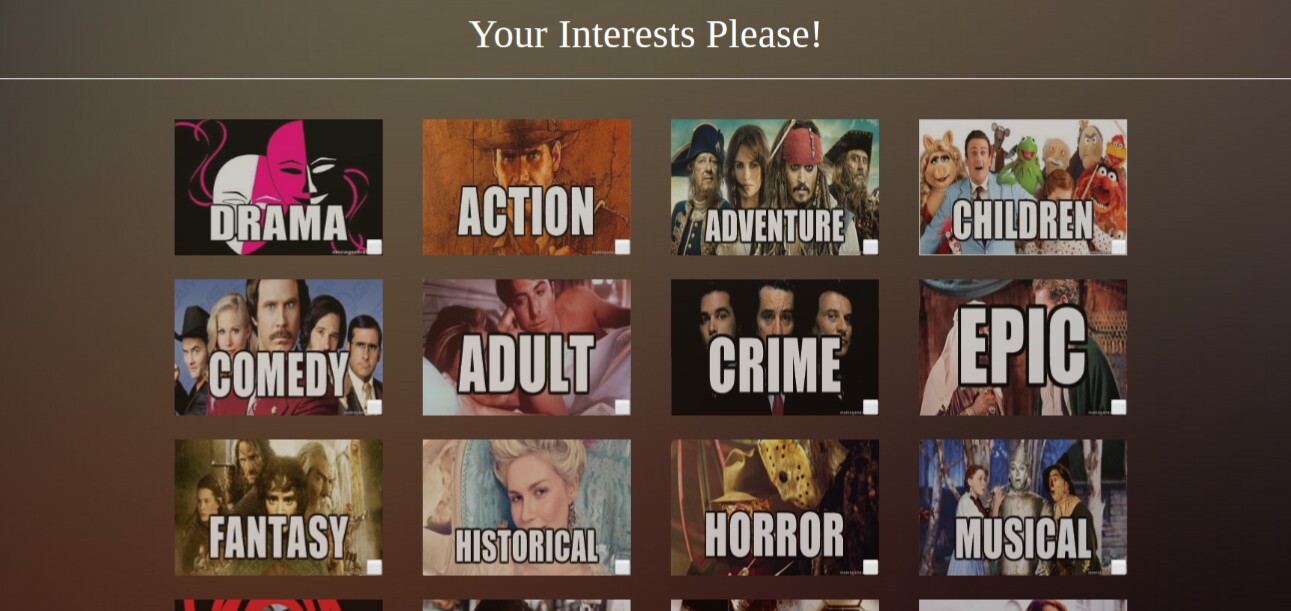 Your Interests Please!
DRAMA
ACTION
ADVENTURE
CHILDREN
COMEDY
ADULT
CRIME
EPIC
FANTASY
HISTORICAL
HORROR
MUSICAL